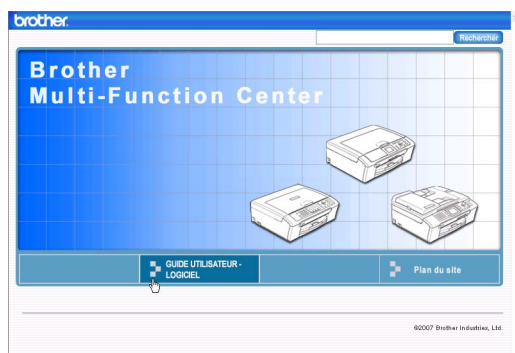 brother
Rechercher
Brother
Multi-Function Center
GUIDE UTILISATEUR -
LOGICIEL
Plan du site
©2007 Brother Industries, Ltd.